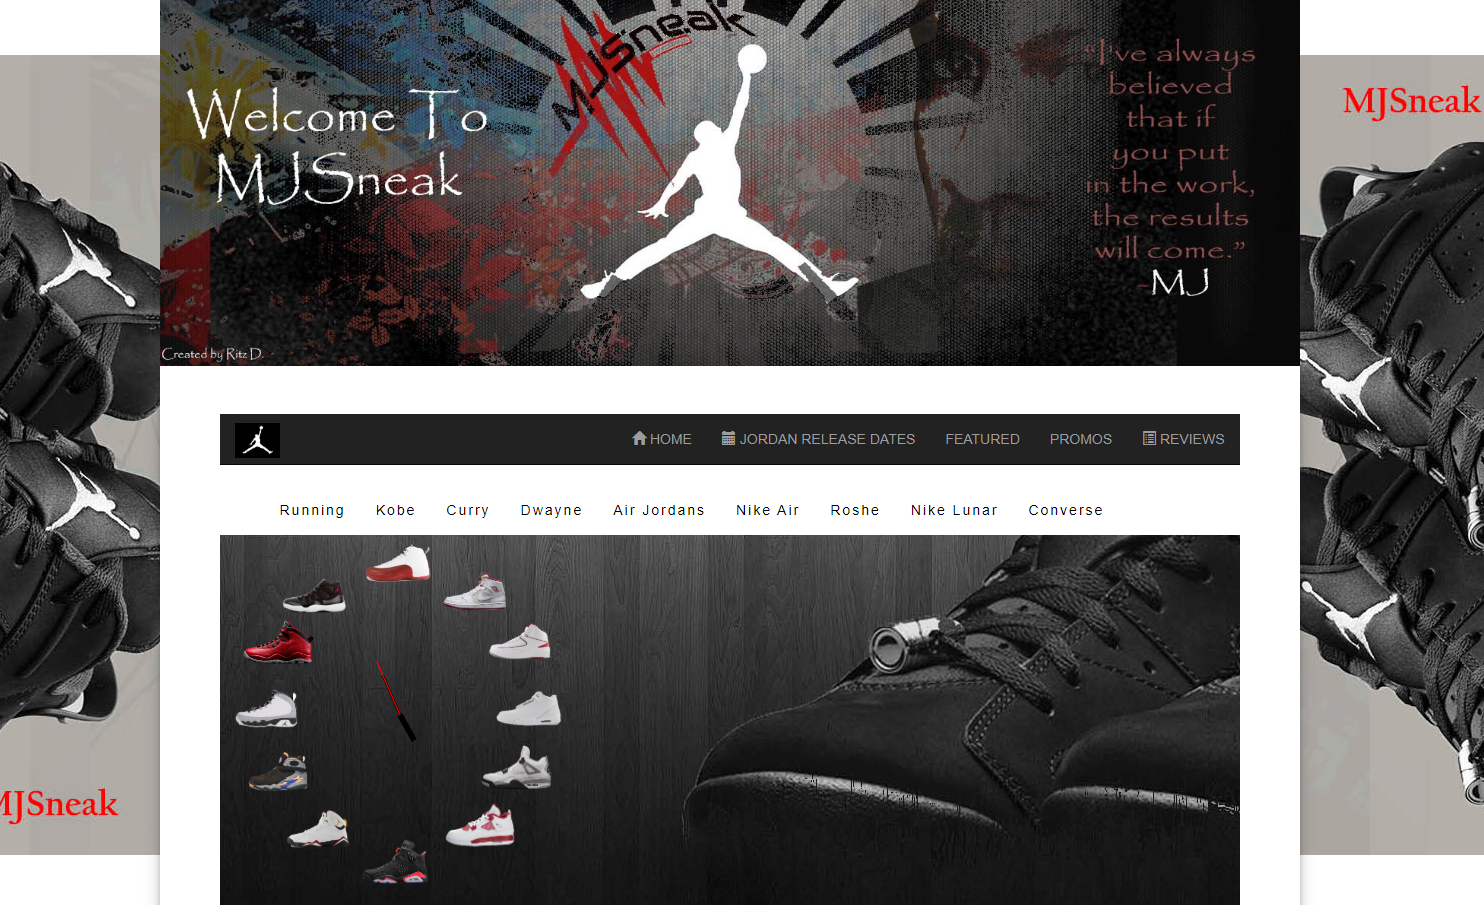 MJSneak
Welcome To
MJSneak
“I've always
believed
that if
you put
in the work,
the results
will come.”
-MJ
Created by Ritz D.
MJSneak
HOME
JORDAN RELEASE DATES
FEATURED
PROMOS
REVIEWS
Running
Kobe
Curry
Dwayne
Air Jordans
Nike Air
Roshe
Nike Lunar
Converse
MJSneak